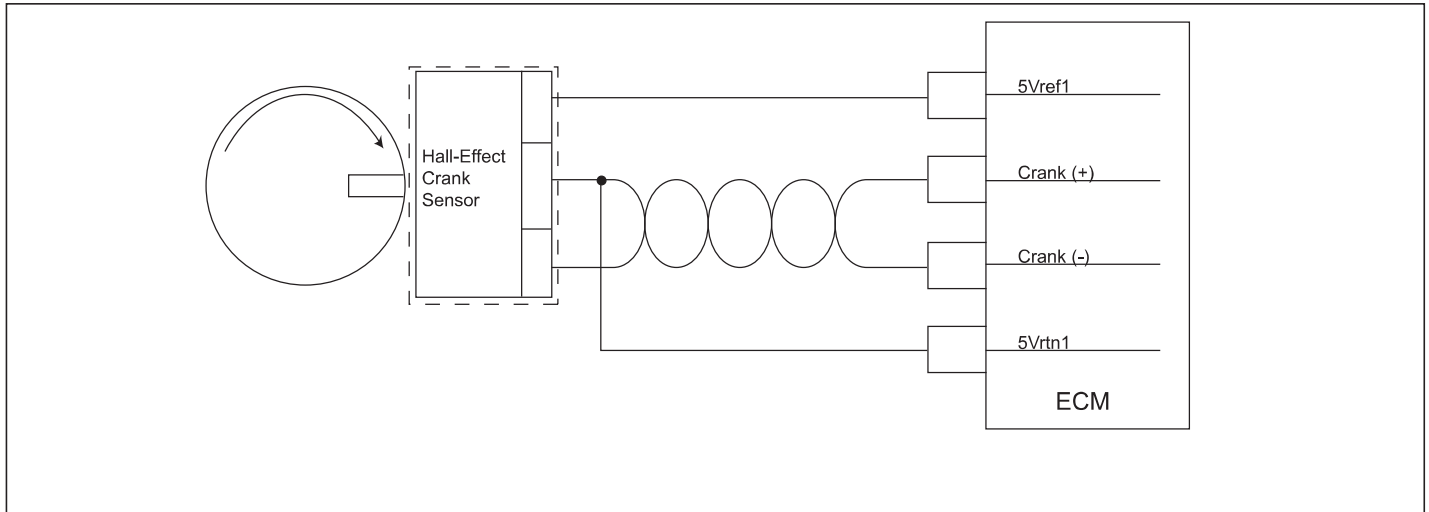 5Vref1
Hall-Effect
Crank
Sensor
Crank (+)
Crank (-)
5Vrtn1
ECM